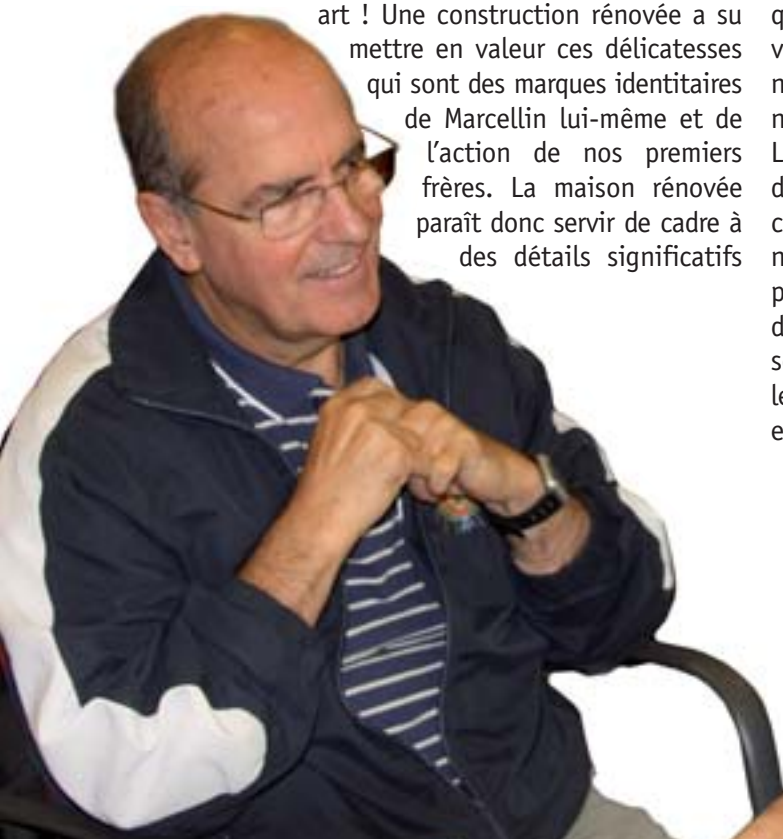 art ! Une construction rénovée a su
mettre en valeur ces délicatesses
qui sont des marques identitaires
de Marcellin lui-même et de
l’action de nos premiers
frères. La maison rénovée
paraît donc servir de cadre à
des détails significatifs